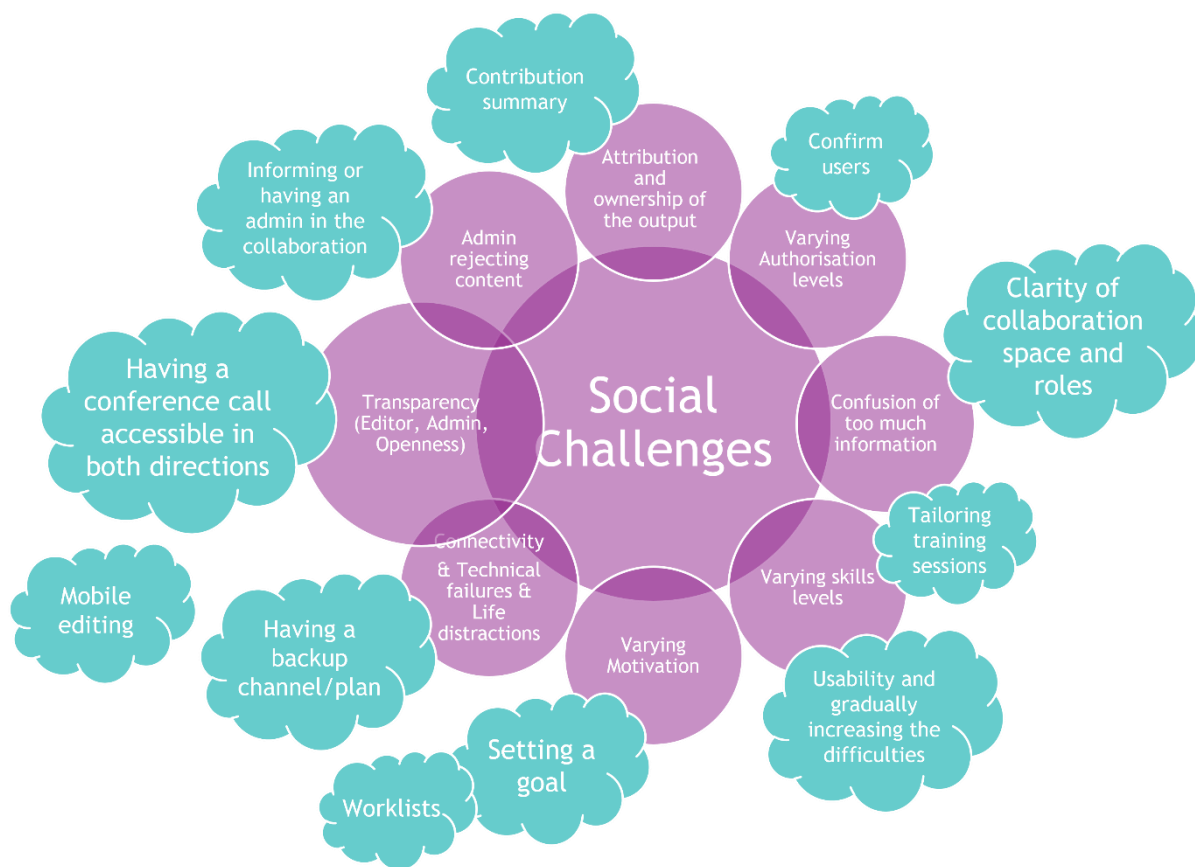 Contribution
summary
Attribution
and
ownership of
the output
Confirm
users
Informing or
having an
admin in the
collaboration
Admin
rejecting
content
Varying
Authorisation
levels
Clarity of
collaboration
space and
roles
Having a
conference call
accessible in
both directions
Transparency
(Editor, Admin,
Openness)
Social
Challenges
Confusion of
too much
information
Connectivity
& Technical
failures &
Life
distractions
Varying skills
levels
Tailoring
training
sessions
Mobile
editing
Having a
backup
channel/plan
Varying
Motivation
Usability and
gradually
increasing the
difficulties
Setting a
goal
Worklists